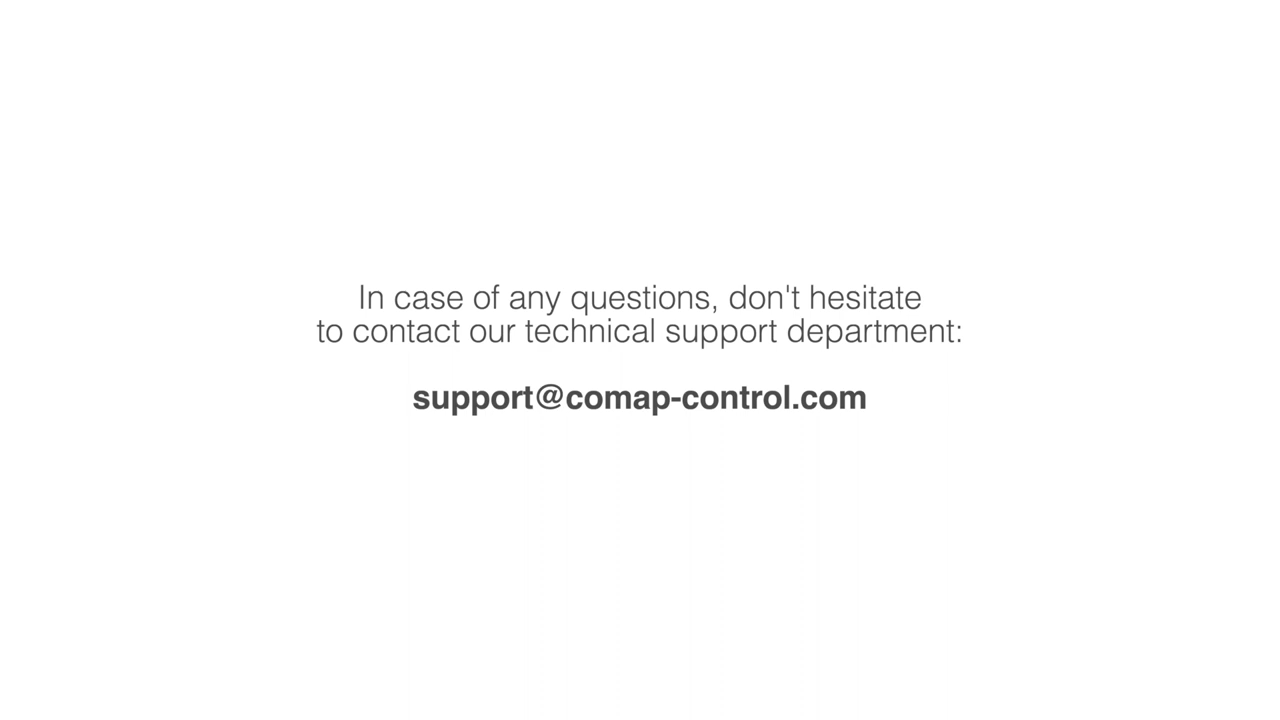 In case of any questions, don't hesitate
to contact our technical support department:
support@comap-control.com